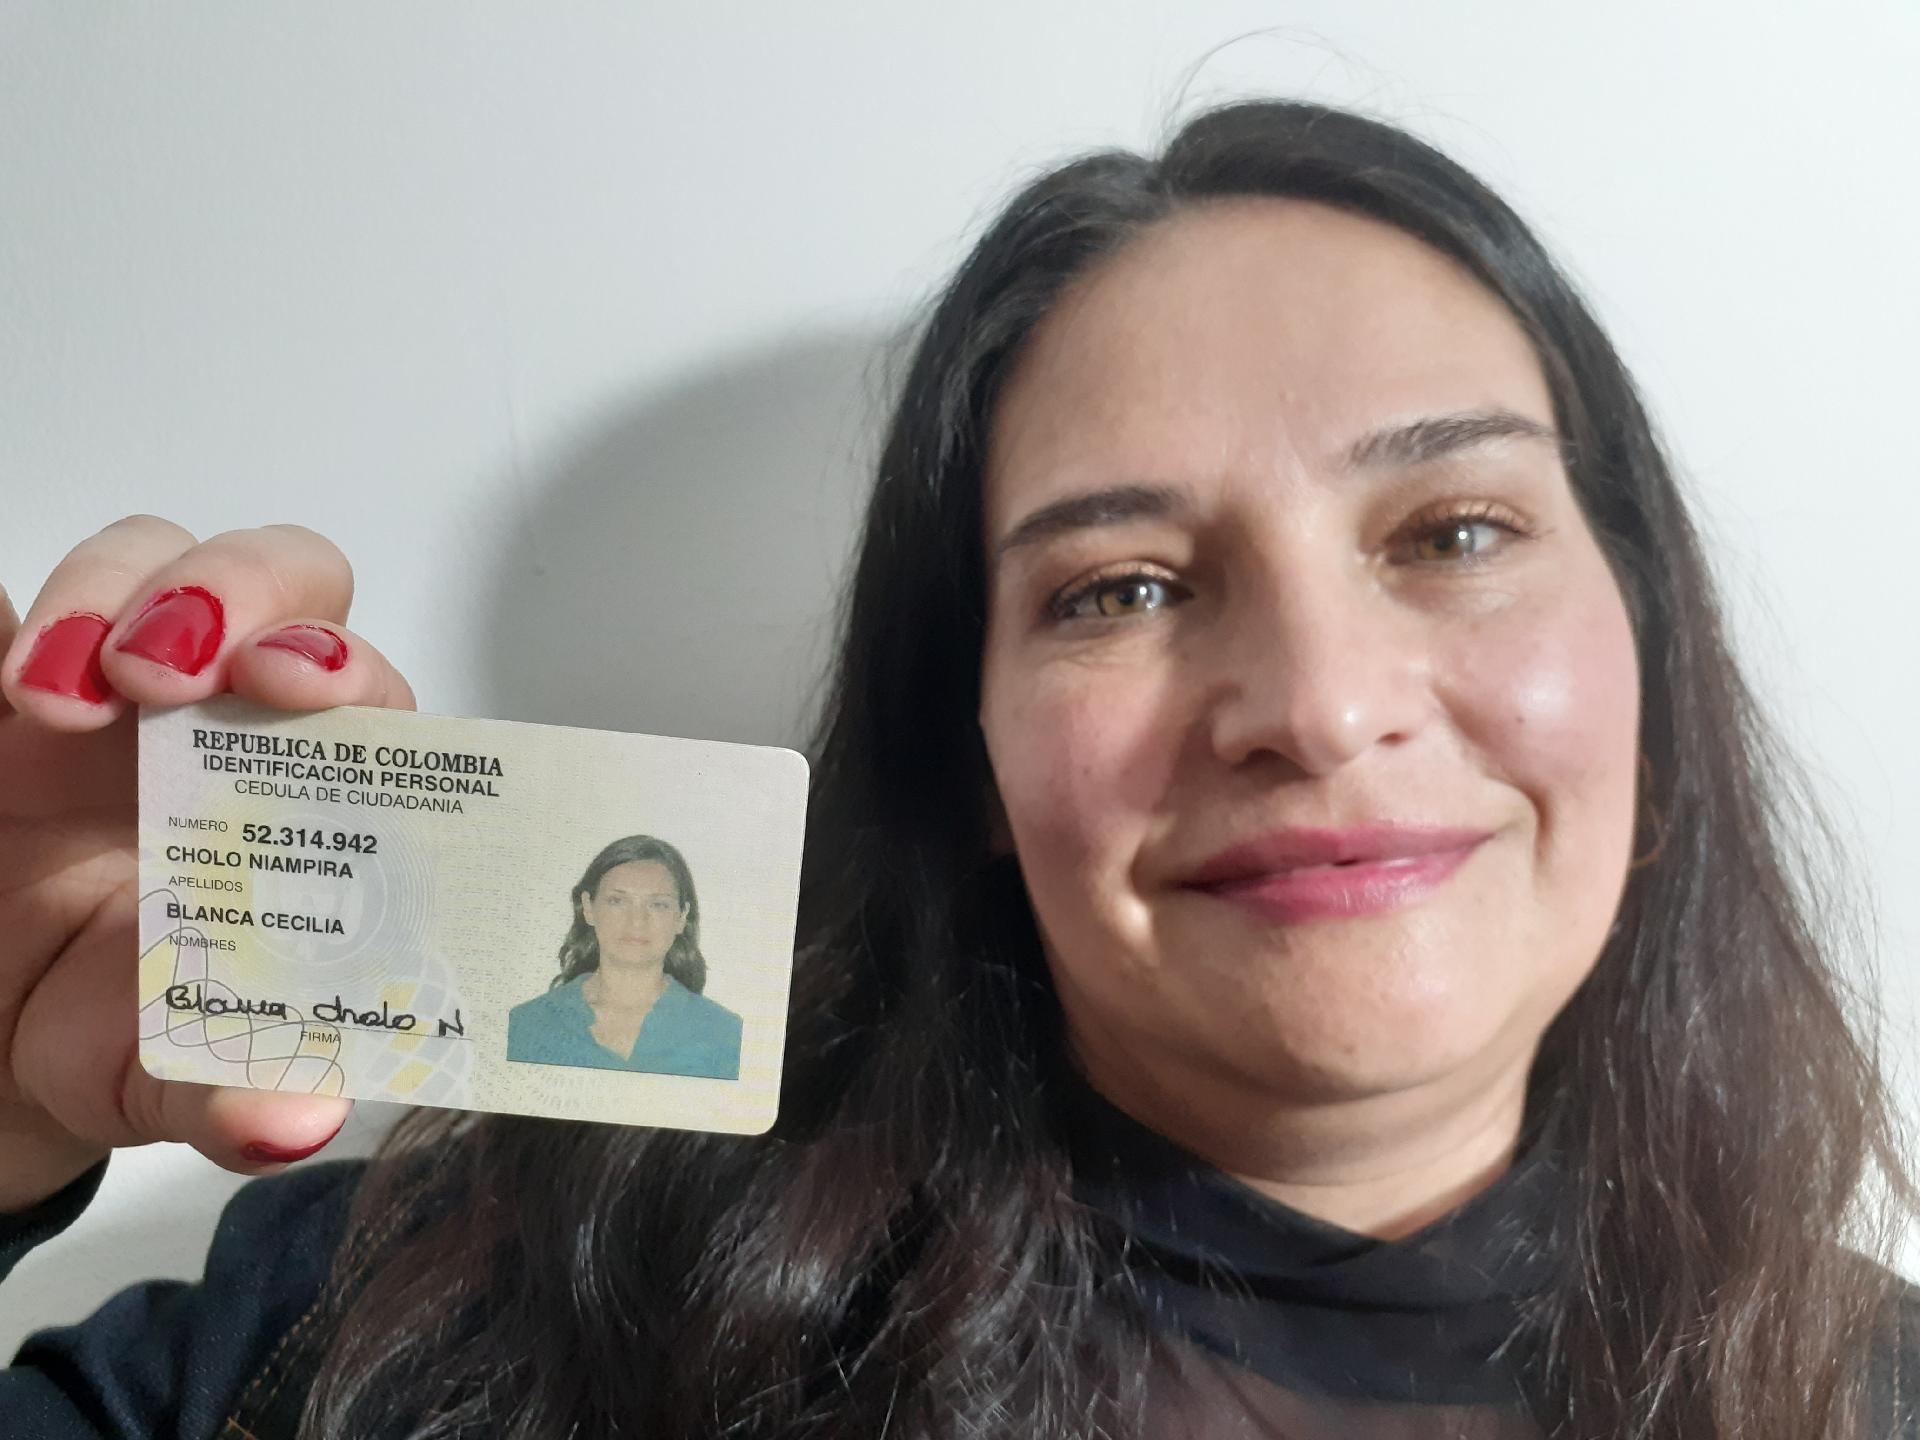 REPUBLICA DE COLOMBIA
IDENTIFICACION PERSONAL
CEDULA DE CIUDADANIA
NUMERO 52.314.942
CHOLO NIAMPIRA
APELLIDOS
BLANCA CECILIA
NOMBRES
Blanca Cholo N
FIRMA